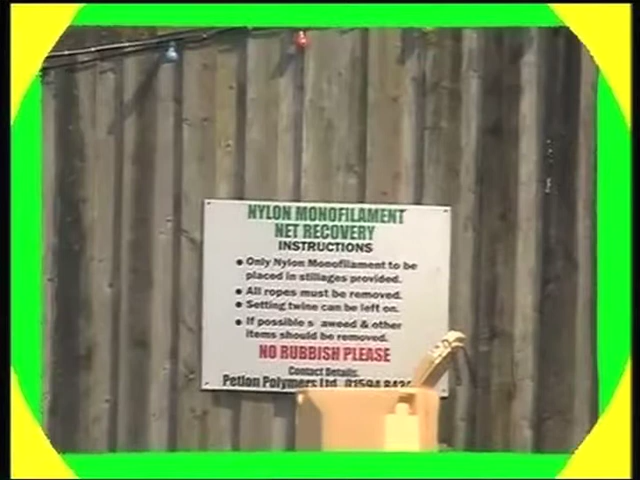 NYLON MONOFILAMENT
NET RECOVERY
INSTRUCTIONS
● Only Nylon Monofilament to be
placed in stillages provided.
● All ropes must be removed.
● Setting twine can be left on.
● If possible s aweed & other
items should be removed.
NO RUBBISH PLEASE
Contact Details:
Petlon Polymers Ltd. 01594 842